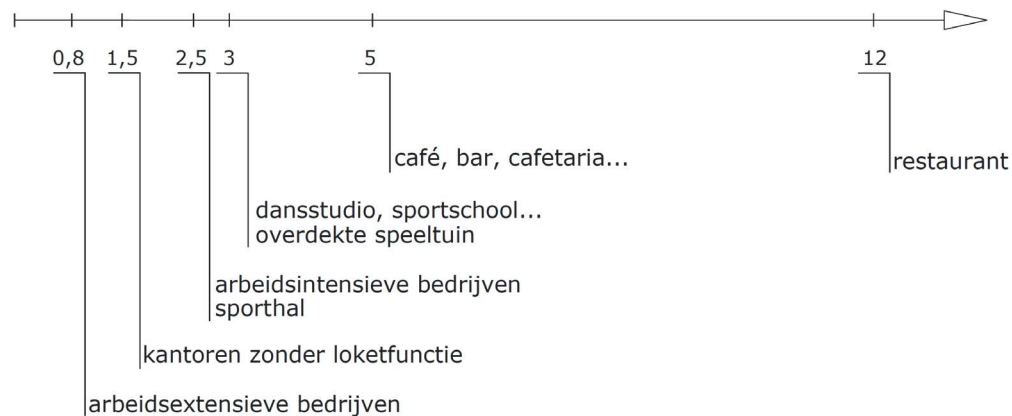 0,8 1,5 2,5 3 5 12
café, bar, cafetaria...
restaurant
dansstudio, sportschool...
overdekte speeltuin
arbeidsintensieve bedrijven
sporthal
kantoren zonder loketfunctie
arbeidsextensieve bedrijven